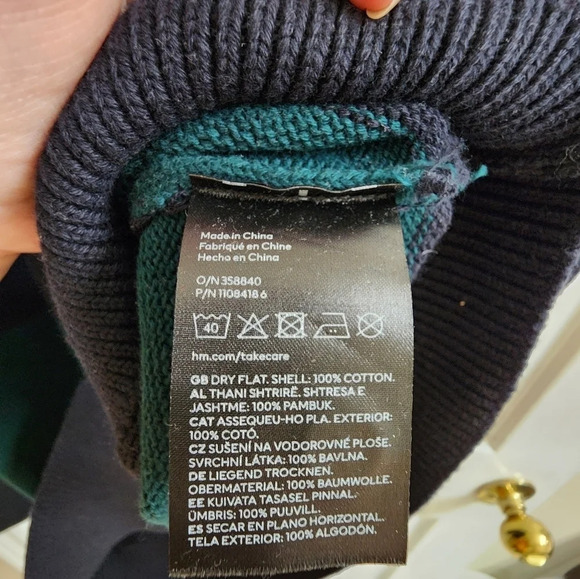 Made in China
Fabriqué en Chine
Hecho en China
O/N 358840
P/N 11084186
40
hm.com/takecare
GB DRY FLAT. SHELL: 100% COTTON.
AL THANI SHTRIRË. SHTRESA E
JASHTME: 100% PAMBUK.
CAT ASSEQUEU-HO PLA. EXTERIOR:
100% COTÓ.
CZ SUŠENÍ NA VODOROVNÉ PLOŠE.
SVRCHNÍ LÁTKA: 100% BAVLNA.
DE LIEGEND TROCKNEN.
OBERMATERIAL: 100% BAUMWOLLE.
EE KUIVATA TASASEL PINNAL.
ÜMBRIS: 100% PUUVILL.
ES SECAR EN PLANO HORIZONTAL.
TELA EXTERIOR: 100% ALGODÓN.